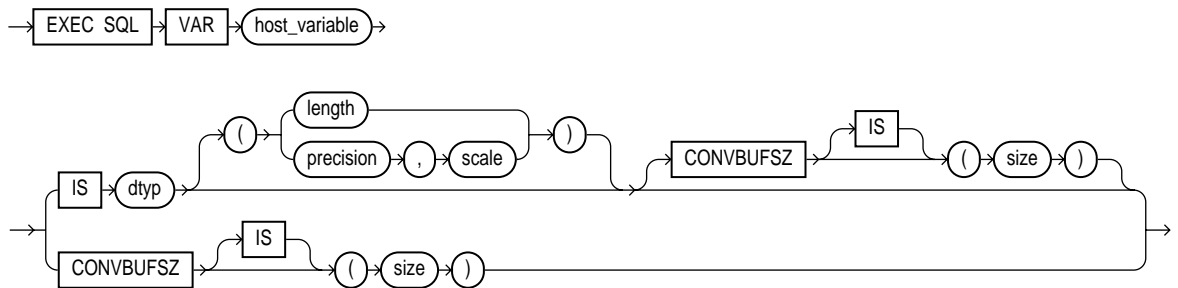 EXEC SQL VAR host_variable
length
( precision , scale )
IS
CONVBUFSZ ( size )
IS dtyp
IS
CONVBUFSZ ( size )